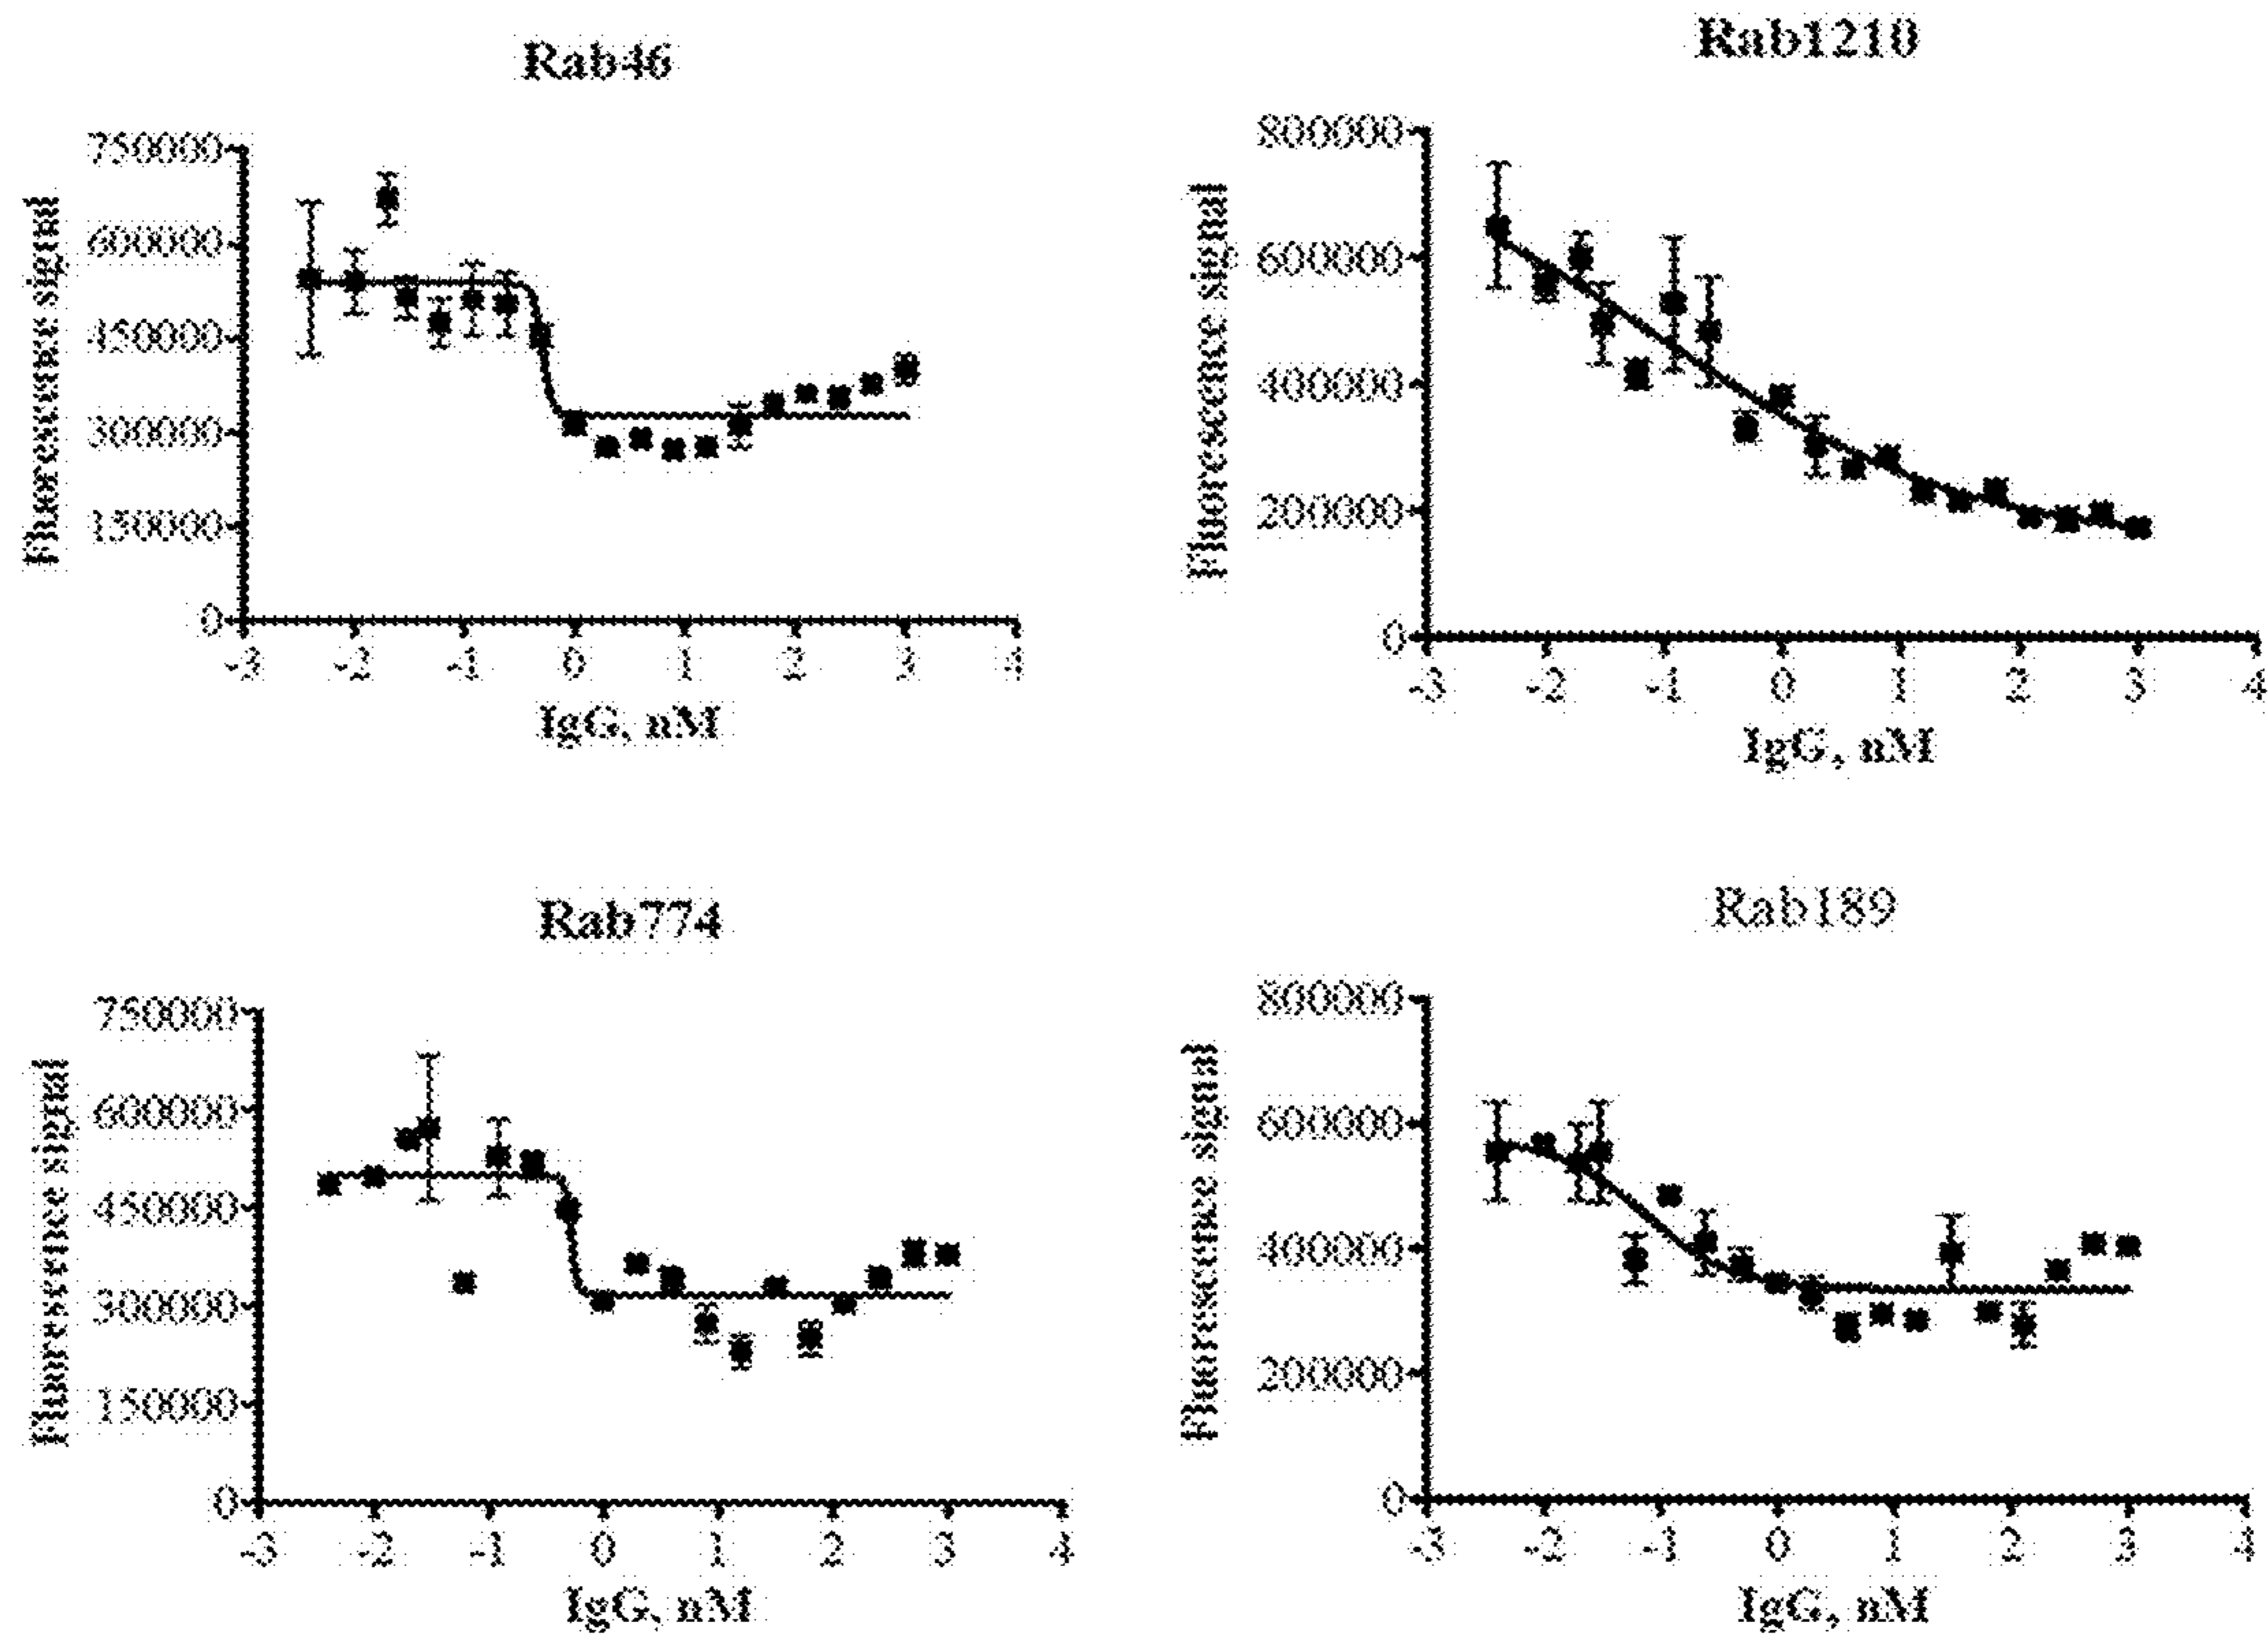 Rab46
750000
600000
450000
300000
150000
0
Fluorescence signal
-3 -2 -1 0 1 2 3 4
IgG, nM
Rab1210
800000
600000
400000
200000
0
Fluorescence signal
-3 -2 -1 0 1 2 3 4
IgG, nM
Rab774
750000
600000
450000
300000
150000
0
Fluorescence signal
-3 -2 -1 0 1 2 3 4
IgG, nM
Rab189
800000
600000
400000
200000
0
Fluorescence signal
-3 -2 -1 0 1 2 3 4
IgG, nM